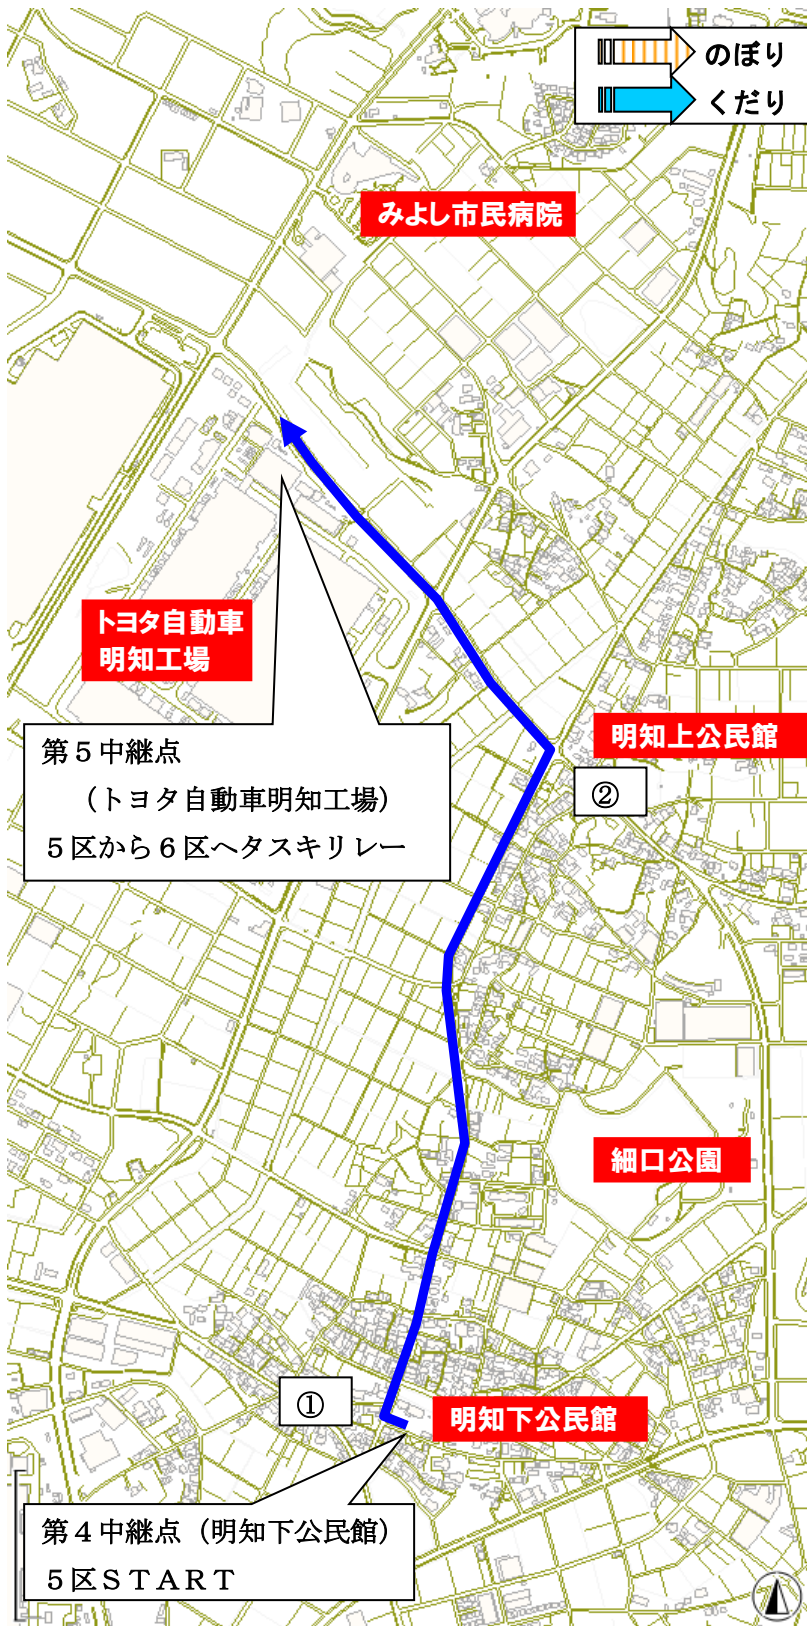 のぼり
くだり
みよし市民病院
トヨタ自動車
明知工場
明知上公民館
第５中継点
（トヨタ自動車明知工場）
５区から６区へタスキリレー
②
細口公園
①
明知下公民館
第４中継点（明知下公民館）
５区ＳＴＡＲＴ